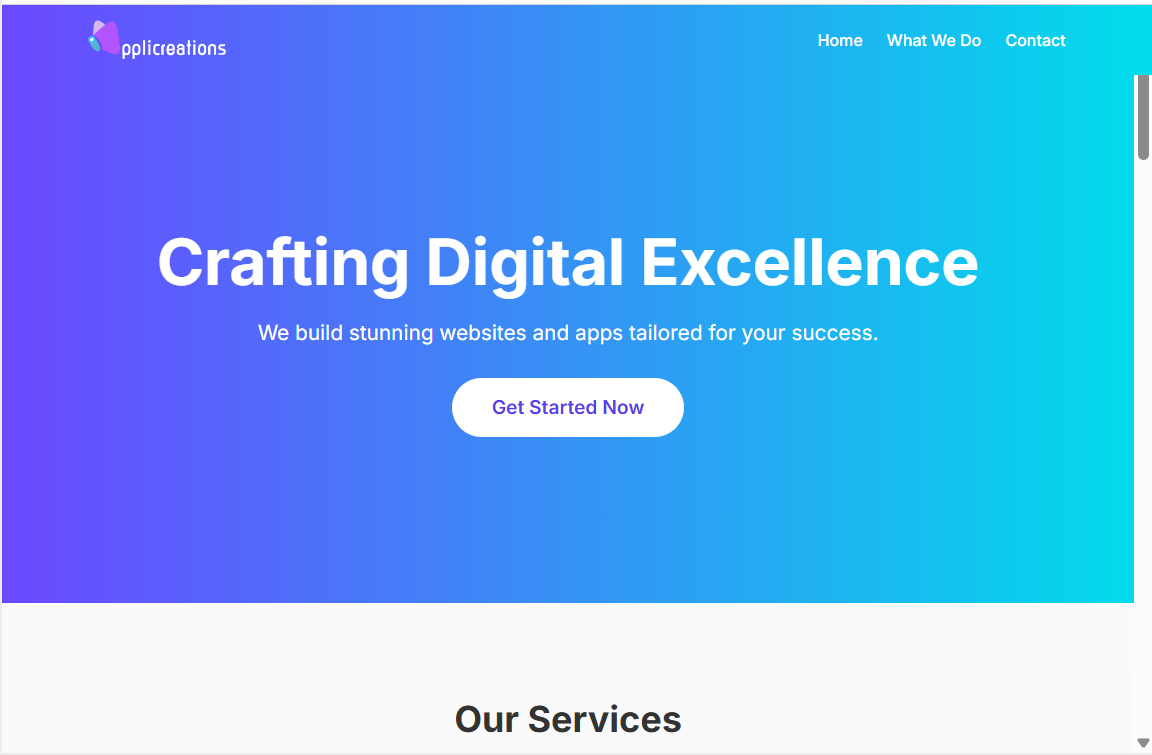 pplicreations
Home What We Do Contact
Crafting Digital Excellence
We build stunning websites and apps tailored for your success.
Get Started Now
Our Services